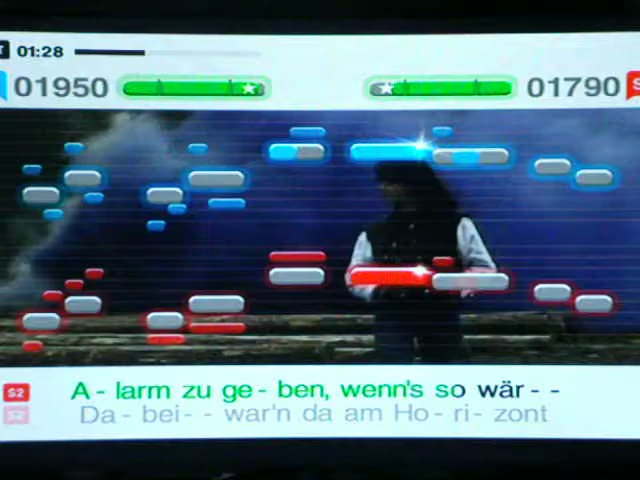 01:28
01950 01790
S2 A- larm zu ge- ben, wenn's so wär- -
S2 Da- bei- - war'n da am Ho- ri- zont